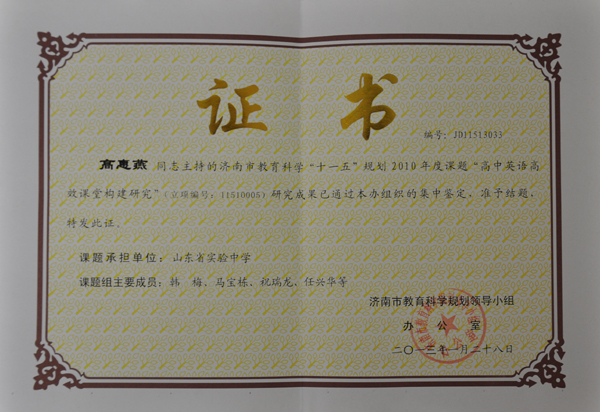 证 书
编号：JD11513033
高惠燕 同志主持的济南市教育科学“十一五”规划2010年度课题“高中英语高
效课堂构建研究”（立项编号：11510005）研究成果已通过本办组织的集中鉴定，准予结题，
特发此证。
课题承担单位：山东省实验中学
课题组主要成员：韩 梅、马宝栋、祝瑞龙、任兴华等
济南市教育科学规划领导小组
办 公 室
二〇一三年一月二十八日